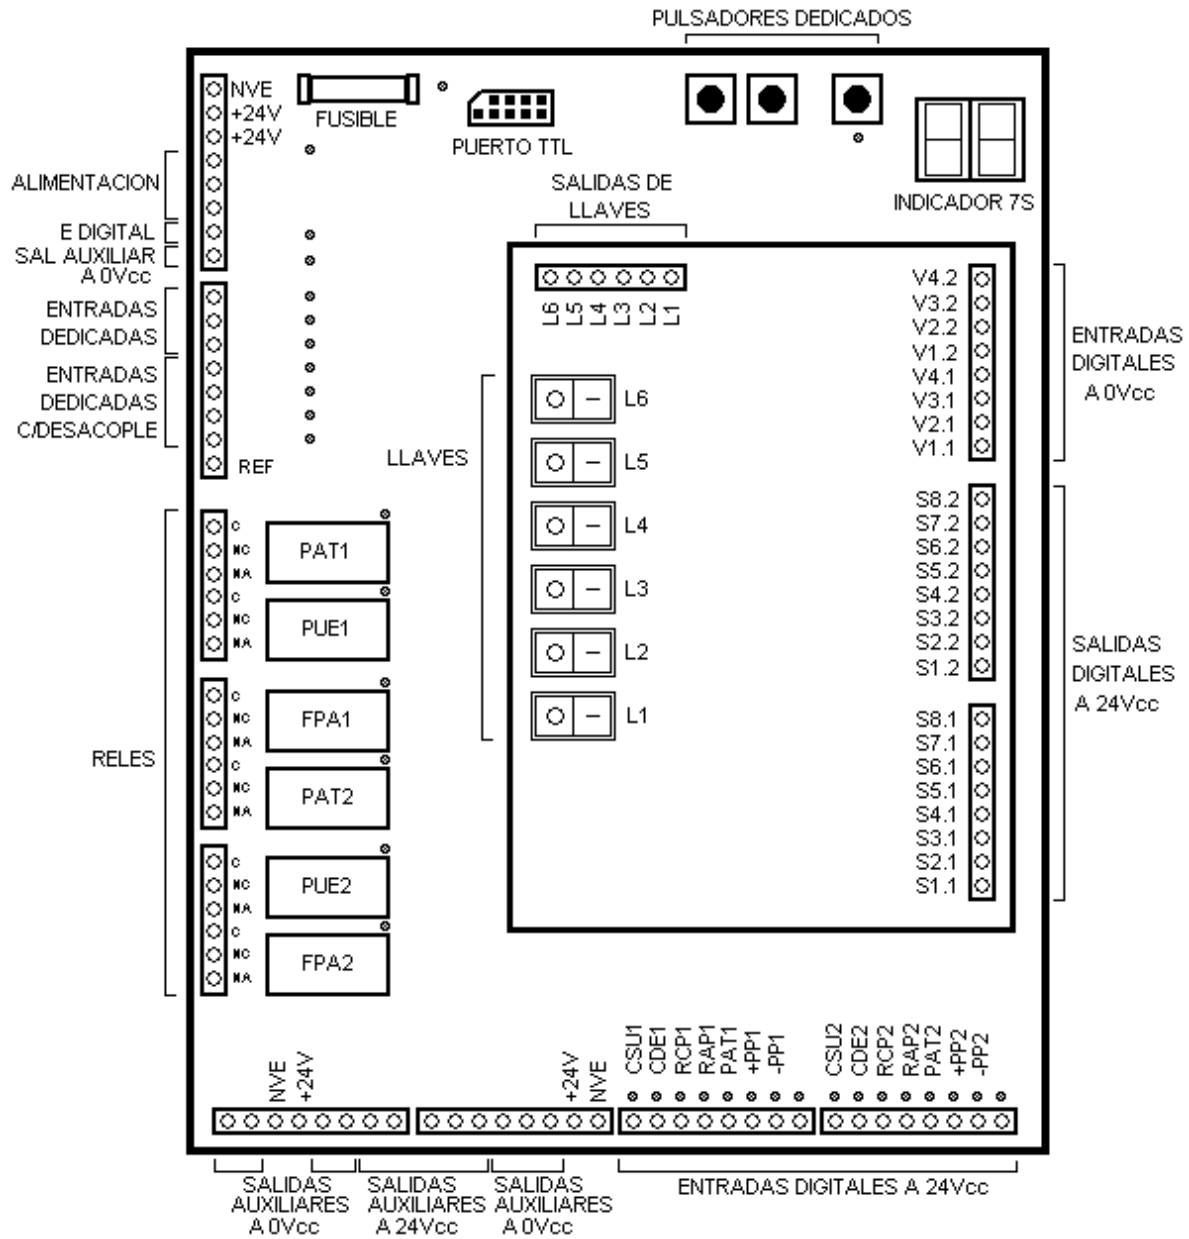 PULSADORES DEDICADOS
NVE
+24V
+24V
FUSIBLE
PUERTO TTL
INDICADOR 7S
ALIMENTACION
E DIGITAL
SAL AUXILIAR
A 0Vcc
ENTRADAS
DEDICADAS
ENTRADAS
DEDICADAS
C/DESACOPLE
REF
SALIDAS DE
LLAVES
L6
L5
L4
L3
L2
L1
LLAVES
L6
L5
L4
L3
L2
L1
V4.2
V3.2
V2.2
V1.2
V4.1
V3.1
V2.1
V1.1
ENTRADAS
DIGITALES
A 0Vcc
S8.2
S7.2
S6.2
S5.2
S4.2
S3.2
S2.2
S1.2
S8.1
S7.1
S6.1
S5.1
S4.1
S3.1
S2.1
S1.1
SALIDAS
DIGITALES
A 24Vcc
RELES
C
NC
NA
C
NC
NA
PAT1
PUE1
C
NC
NA
C
NC
NA
FPA1
PAT2
C
NC
NA
C
NC
NA
PUE2
FPA2
NVE
+24V
+24V
NVE
CSU1
CDE1
RCP1
RAP1
PAT1
+PP1
-PP1
CSU2
CDE2
RCP2
RAP2
PAT2
+PP2
-PP2
SALIDAS
AUXILIARES
A 0Vcc
SALIDAS
AUXILIARES
A 24Vcc
SALIDAS
AUXILIARES
A 0Vcc
ENTRADAS DIGITALES A 24Vcc